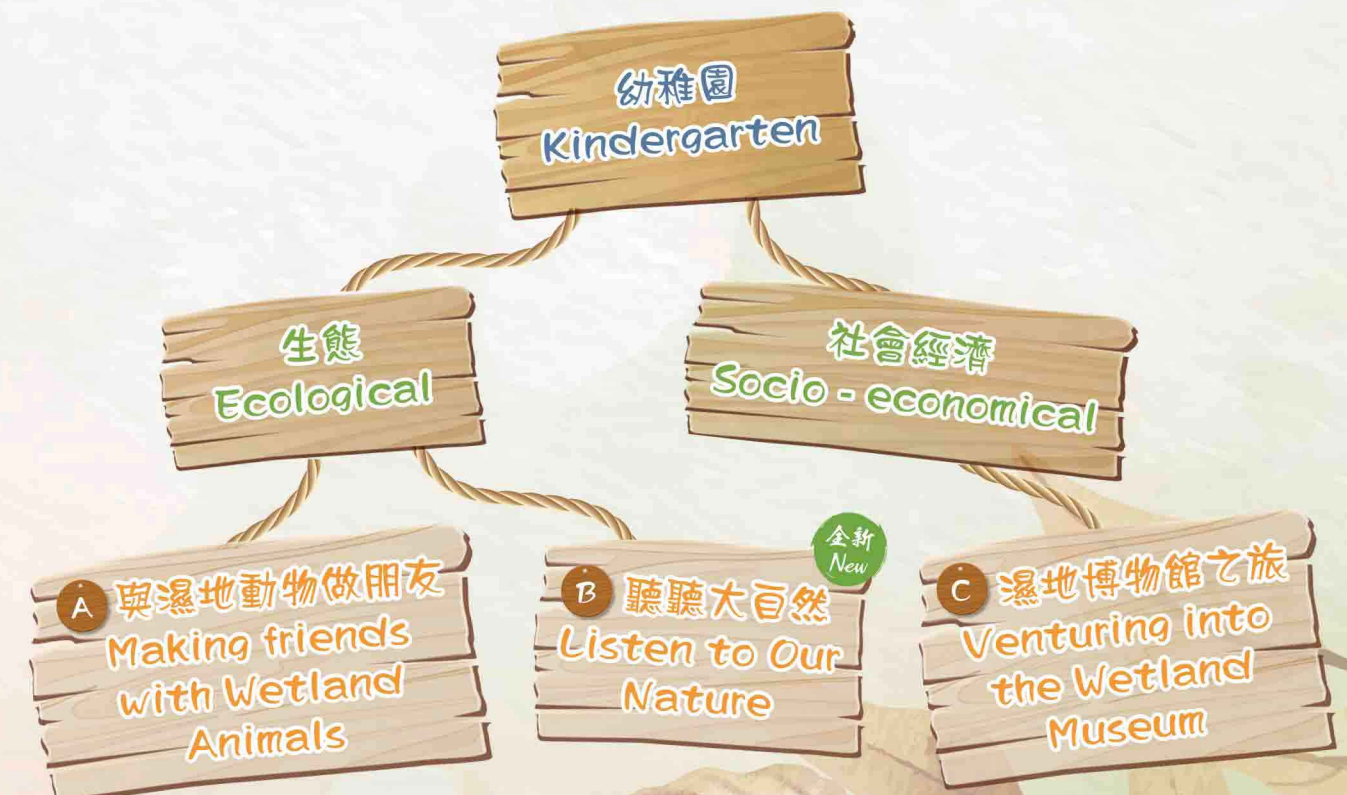 幼稚園
Kindergarten
生態
Ecological
社會經濟
Socio - economical
A 與濕地動物做朋友
Making friends
with Wetland
Animals
全新
New
B 聽聽大自然
Listen to Our
Nature
C 濕地博物館之旅
Venturing into
the Wetland
Museum